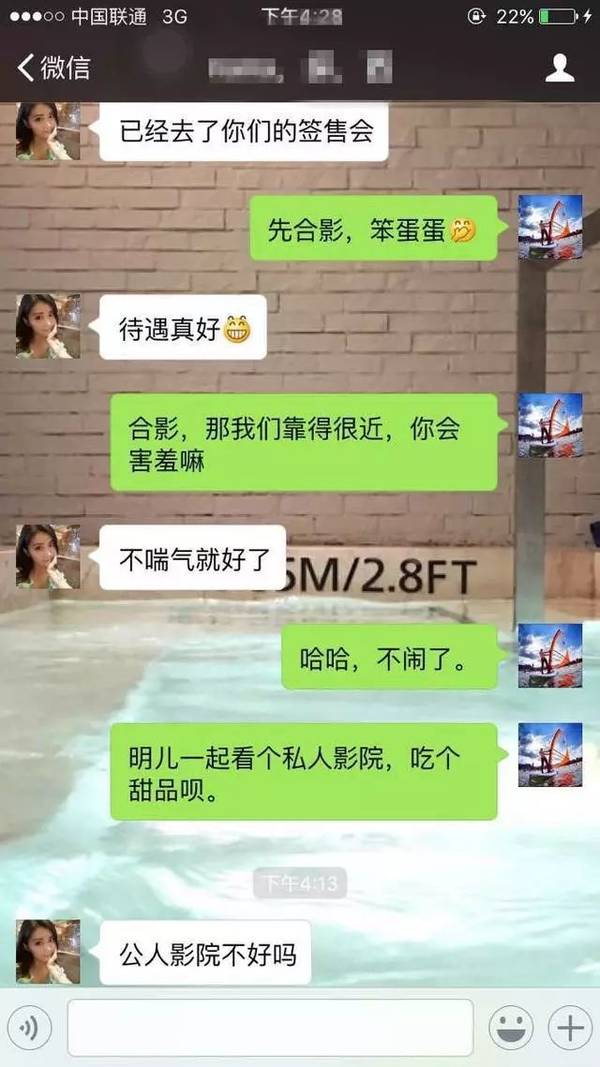 中国联通 3G
下午4:28
22%
微信
已经去了你们的签售会
先合影，笨蛋蛋🤭
待遇真好😁
合影，那我们靠得很近，你会
害羞嘛
不喘气就好了
5M/2.8FT
哈哈，不闹了。
明儿一起看个私人影院，吃个
甜品呗。
下午4:13
公人影院不好吗